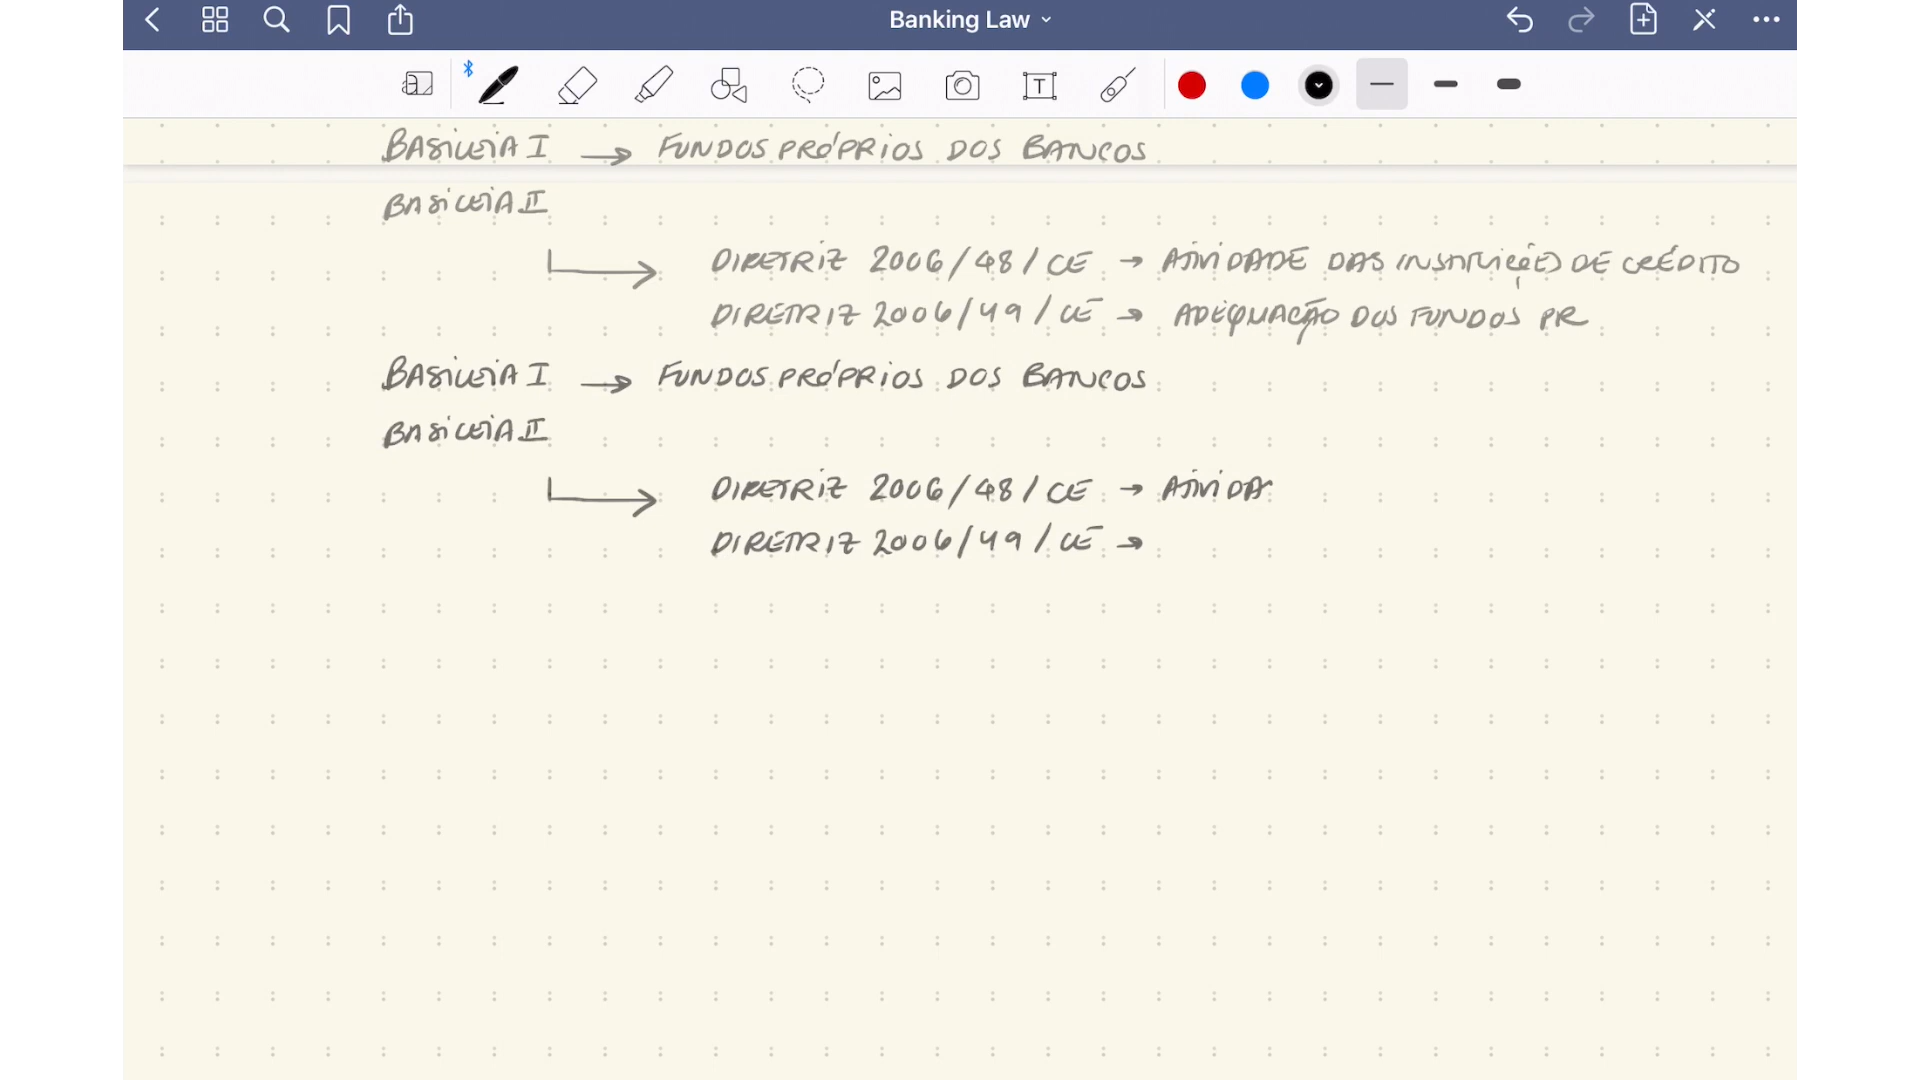 Banking Law
BASILEIA I → FUNDOS PRÓPRIOS DOS BANCOS
BASILEIA II
DIRETRIZ 2006/48/CE → ATIVIDADE DAS INSTITUIÇÕES DE CRÉDITO
DIRETRIZ 2006/49/CE → ADEQUAÇÃO DOS FUNDOS PR
BASILEIA I → FUNDOS PRÓPRIOS DOS BANCOS
BASILEIA II
DIRETRIZ 2006/48/CE → ATIVIDA
DIRETRIZ 2006/49/CE →